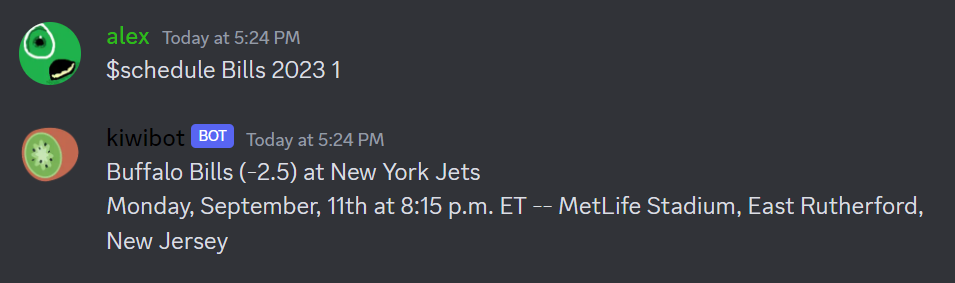 alex Today at 5:24 PM
$schedule Bills 2023 1
kiwibot BOT Today at 5:24 PM
Buffalo Bills (-2.5) at New York Jets
Monday, September, 11th at 8:15 p.m. ET -- MetLife Stadium, East Rutherford,
New Jersey